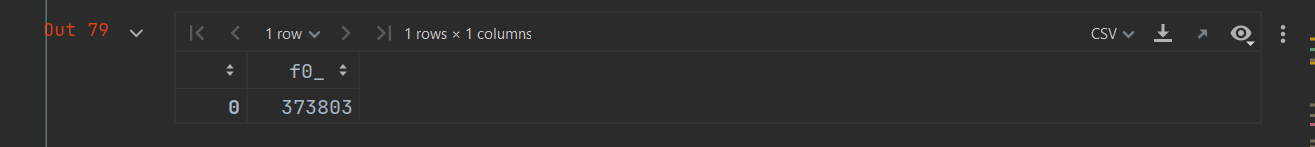 Out 79
1 row
1 rows × 1 columns
CSV
f0_
0 373803